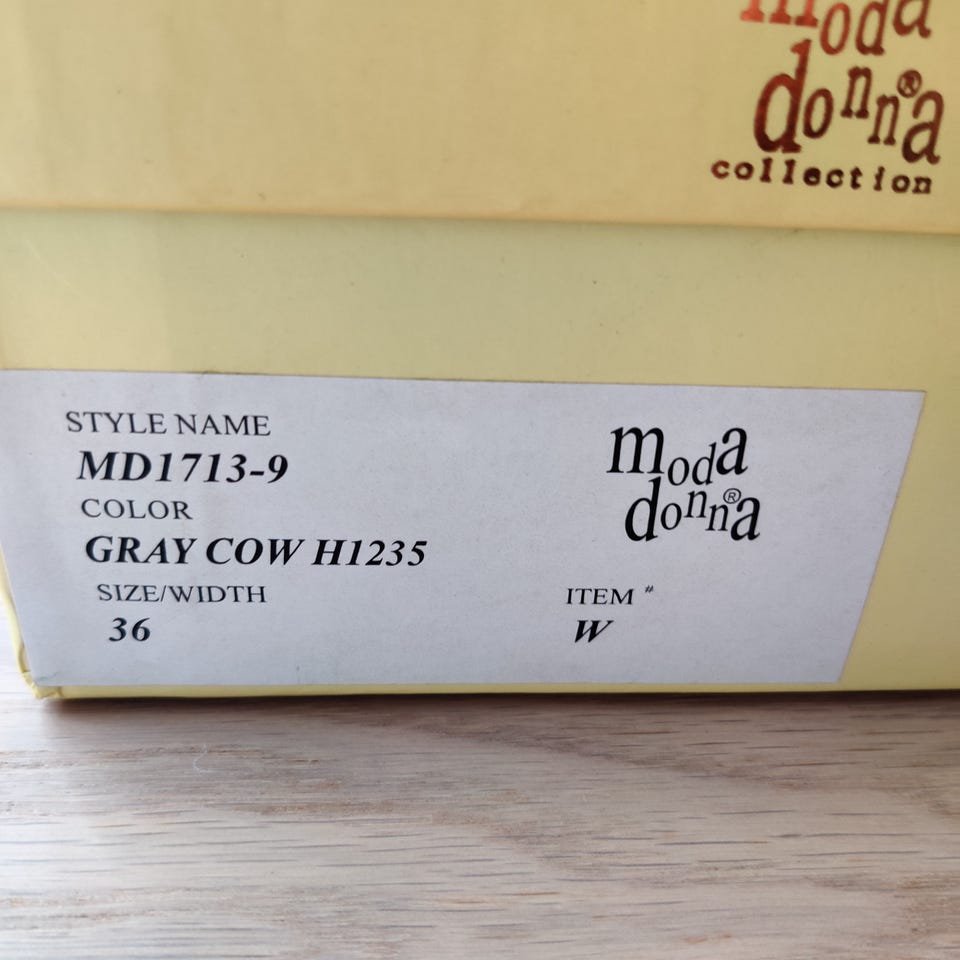 moda
donna®
collection
STYLE NAME
MD1713-9
COLOR
GRAY COW H1235
SIZE/WIDTH
36
moda
donna®
ITEM #
W